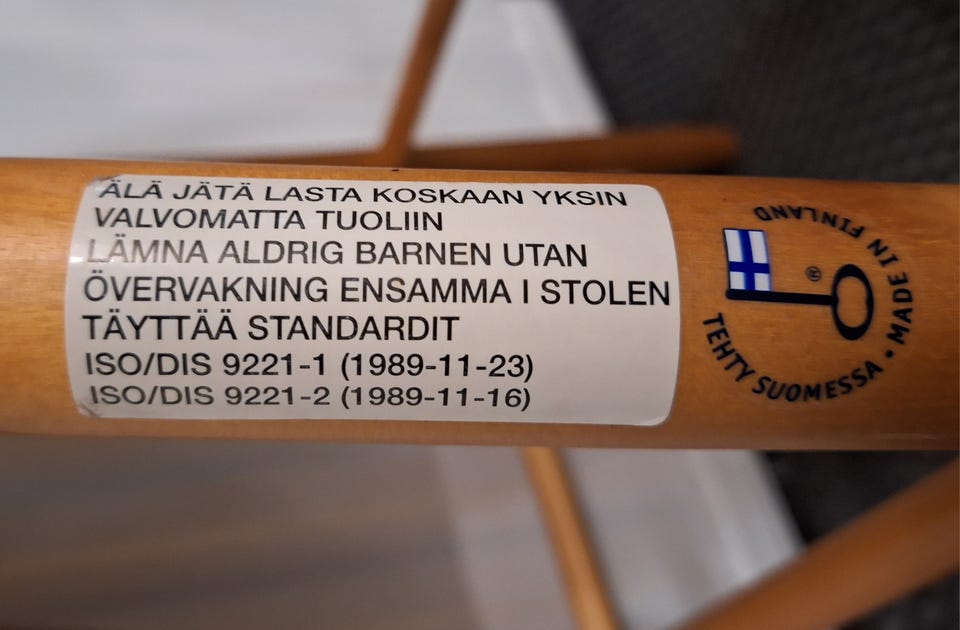 ÄLÄ JÄTÄ LASTA KOSKAAN YKSIN
VALVOMATTA TUOLIIN
LÄMNA ALDRIG BARNEN UTAN
ÖVERVAKNING ENSAMMA I STOLEN
TÄYTTÄÄ STANDARDIT
ISO/DIS 9221-1 (1989-11-23)
ISO/DIS 9221-2 (1989-11-16)
TEHTY SUOMESSA • MADE IN FINLAND
®